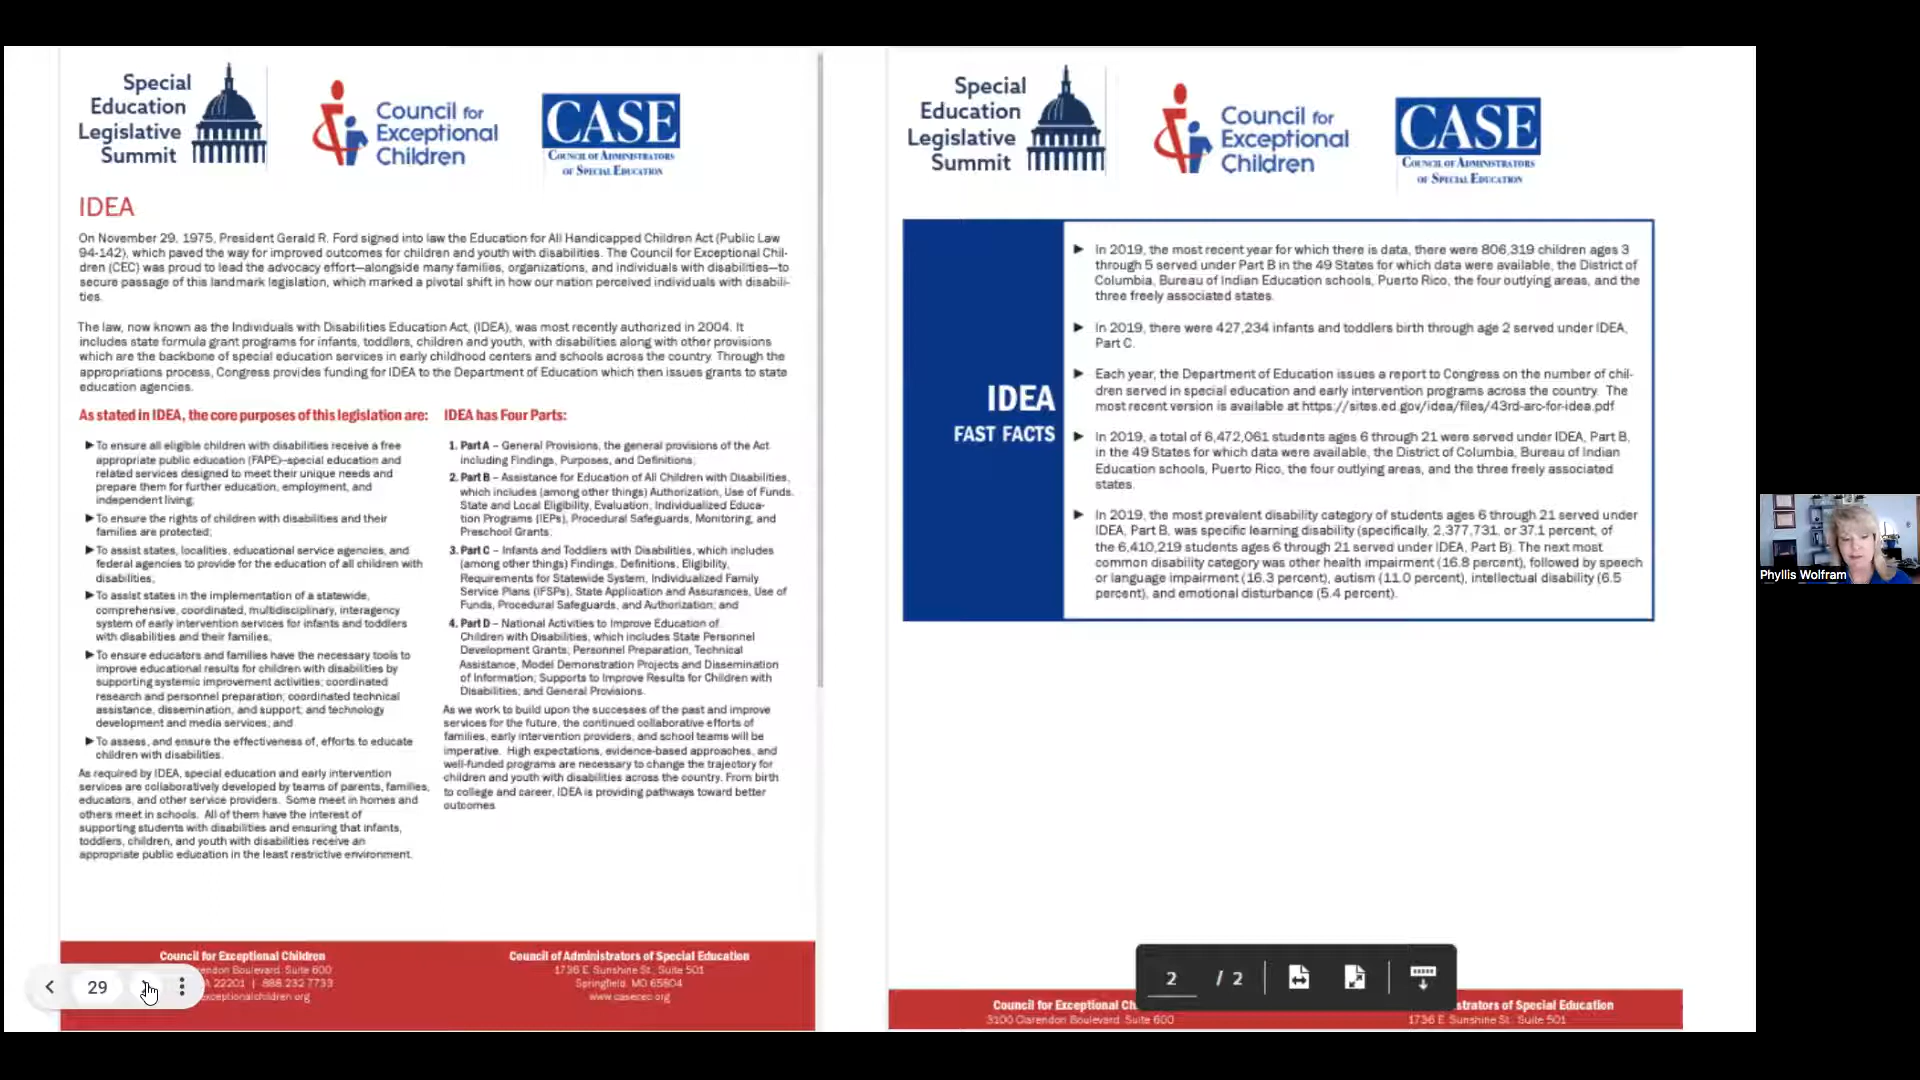 Special
Education
Legislative
Summit
Council for
Exceptional
Children
CASE
COUNCIL OF ADMINISTRATORS
OF SPECIAL EDUCATION
IDEA
On November 29, 1975, President Gerald R. Ford signed into law the Education for All Handicapped Children Act (Public Law
94-142), which paved the way for improved outcomes for children and youth with disabilities. The Council for Exceptional Chil-
dren (CEC) was proud to lead the advocacy effort—alongside many families, organizations, and individuals with disabilities—to
secure passage of this landmark legislation, which marked a pivotal shift in how our nation perceived individuals with disabili-
ties.
The law, now known as the Individuals with Disabilities Education Act, (IDEA), was most recently authorized in 2004. It
includes state formula grant programs for infants, toddlers, children and youth, with disabilities along with other provisions
which are the backbone of special education services in early childhood centers and schools across the country. Through the
appropriations process, Congress provides funding for IDEA to the Department of Education which then issues grants to state
education agencies.
As stated in IDEA, the core purposes of this legislation are:
► To ensure all eligible children with disabilities receive a free
appropriate public education (FAPE)—special education and
related services designed to meet their unique needs and
prepare them for further education, employment, and
independent living;
► To ensure the rights of children with disabilities and their
families are protected;
► To assist states, localities, educational service agencies, and
federal agencies to provide for the education of all children with
disabilities;
► To assist states in the implementation of a statewide,
comprehensive, coordinated, multidisciplinary, interagency
system of early intervention services for infants and toddlers
with disabilities and their families;
► To ensure educators and families have the necessary tools to
improve educational results for children with disabilities by
supporting systemic improvement activities; coordinated
research and personnel preparation; coordinated technical
assistance, dissemination, and support; and technology
development and media services; and
► To assess, and ensure the effectiveness of, efforts to educate
children with disabilities.
As required by IDEA, special education and early intervention
services are collaboratively developed by teams of parents, families,
educators, and other service providers. Some meet in homes and
others meet in schools. All of them have the interest of
supporting students with disabilities and ensuring that infants,
toddlers, children, and youth with disabilities receive an
appropriate public education in the least restrictive environment.
IDEA has Four Parts:
1. Part A – General Provisions, the general provisions of the Act
including Findings, Purposes, and Definitions;
2. Part B – Assistance for Education of All Children with Disabilities,
which includes (among other things) Authorization, Use of Funds.
State and Local Eligibility, Evaluation, Individualized Educa-
tion Programs (IEPs), Procedural Safeguards, Monitoring, and
Preschool Grants.
3. Part C – Infants and Toddlers with Disabilities, which includes
(among other things) Findings, Definitions, Eligibility,
Requirements for Statewide System, Individualized Family
Service Plans (IFSPs), State Application and Assurances, Use of
Funds, Procedural Safeguards, and Authorization; and
4. Part D – National Activities to Improve Education of
Children with Disabilities, which includes State Personnel
Development Grants; Personnel Preparation, Technical
Assistance, Model Demonstration Projects and Dissemination
of Information; Supports to Improve Results for Children with
Disabilities; and General Provisions.
As we work to build upon the successes of the past and improve
services for the future, the continued collaborative efforts of
families, early intervention providers, and school teams will be
imperative. High expectations, evidence-based approaches, and
well-funded programs are necessary to change the trajectory for
children and youth with disabilities across the country. From birth
to college and career, IDEA is providing pathways toward better
outcomes
Council for Exceptional Children
Boulevard, Suite 600
22201 | 888.232.7733
exceptionalchildren.org
Council of Administrators of Special Education
1736 E. Sunshine St., Suite 501
Springfield, MO 65804
www.casecec.org
29
Special
Education
Legislative
Summit
Council for
Exceptional
Children
CASE
COUNCIL OF ADMINISTRATORS
OF SPECIAL EDUCATION
IDEA
FAST FACTS
► In 2019, the most recent year for which there is data, there were 806,319 children ages 3
through 5 served under Part B in the 49 States for which data were available, the District of
Columbia, Bureau of Indian Education schools, Puerto Rico, the four outlying areas, and the
three freely associated states.
► In 2019, there were 427,234 infants and toddlers birth through age 2 served under IDEA,
Part C.
► Each year, the Department of Education issues a report to Congress on the number of chil-
dren served in special education and early intervention programs across the country. The
most recent version is available at https://sites.ed.gov/idea/files/43rd-arc-for-idea.pdf
► In 2019, a total of 6,472,061 students ages 6 through 21 were served under IDEA, Part B,
in the 49 States for which data were available, the District of Columbia, Bureau of Indian
Education schools, Puerto Rico, the four outlying areas, and the three freely associated
states.
► In 2019, the most prevalent disability category of students ages 6 through 21 served under
IDEA, Part B, was specific learning disability (specifically, 2,377,731, or 37.1 percent, of
the 6,410,219 students ages 6 through 21 served under IDEA, Part B). The next most
common disability category was other health impairment (16.8 percent), followed by speech
or language impairment (16.3 percent), autism (11.0 percent), intellectual disability (6.5
percent), and emotional disturbance (5.4 percent).
2 / 2
Council for Exceptional Ch
3100 Clarendon Boulevard, Suite 600
strators of Special Education
1736 E. Sunshine St., Suite 501
Phyllis Wolfram